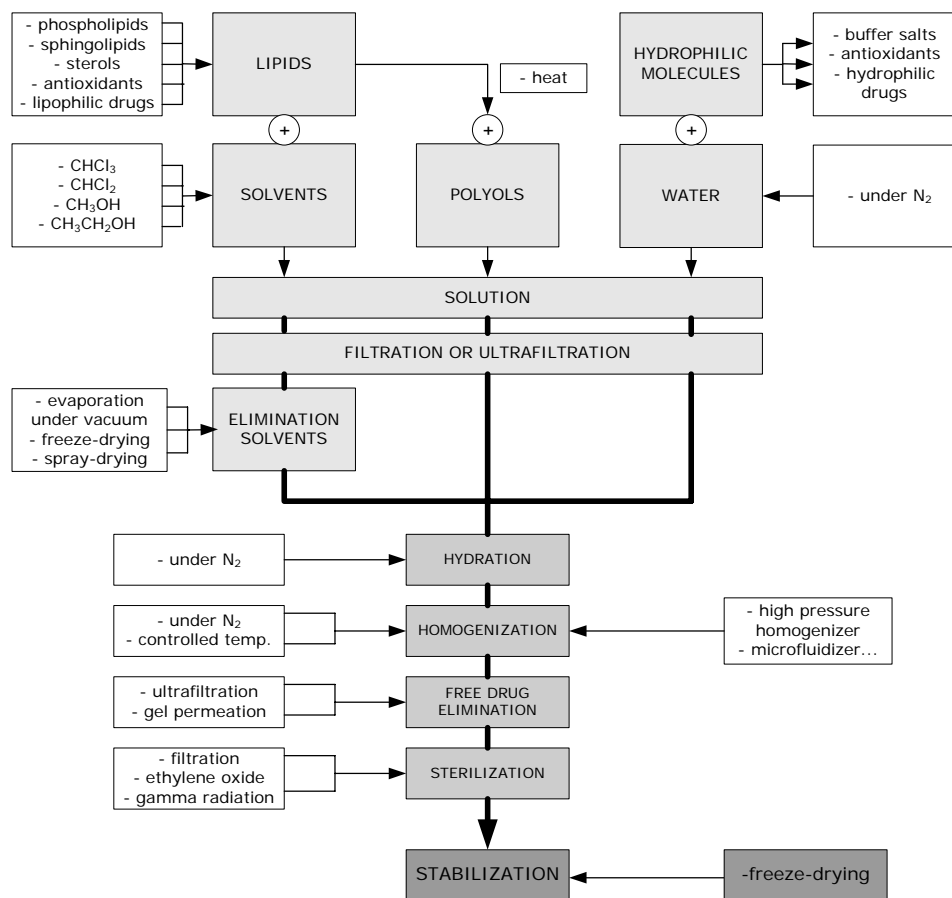 - phospholipids
- sphingolipids
- sterols
- antioxidants
- lipophilic drugs
LIPIDS
- heat
HYDROPHILIC
MOLECULES
- buffer salts
- antioxidants
- hydrophilic
drugs
+
+
+
- CHCl₃
- CHCl₂
- CH₃OH
- CH₃CH₂OH
SOLVENTS
POLYOLS
WATER
- under N₂
SOLUTION
FILTRATION OR ULTRAFILTRATION
- evaporation
under vacuum
- freeze-drying
- spray-drying
ELIMINATION
SOLVENTS
- under N₂
HYDRATION
- under N₂
- controlled temp.
HOMOGENIZATION
- high pressure
homogenizer
- microfluidizer...
- ultrafiltration
- gel permeation
FREE DRUG
ELIMINATION
- filtration
- ethylene oxide
- gamma radiation
STERILIZATION
STABILIZATION
-freeze-drying